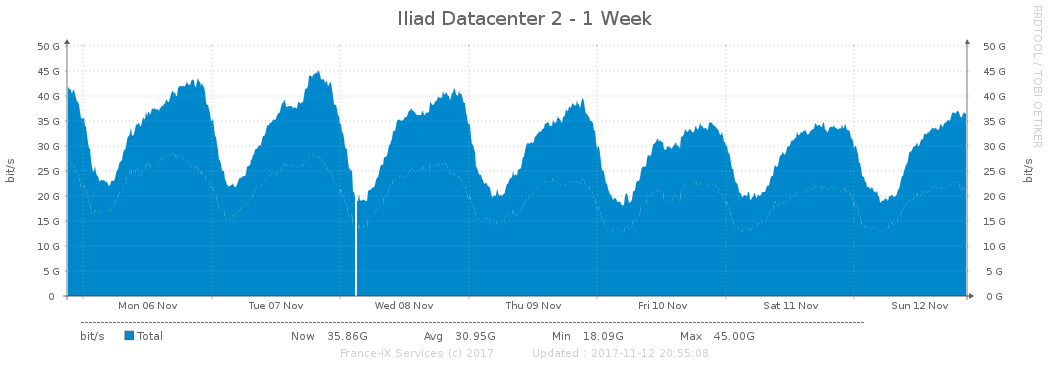 Iliad Datacenter 2 - 1 Week
RRDTOOL / TOBI OETIKER
50 G 50 G
45 G 45 G
40 G 40 G
35 G 35 G
30 G 30 G
25 G 25 G
20 G 20 G
15 G 15 G
10 G 10 G
5 G 5 G
0 0 G
bit/s bit/s
Mon 06 Nov Tue 07 Nov Wed 08 Nov Thu 09 Nov Fri 10 Nov Sat 11 Nov Sun 12 Nov
bit/s Total Now 35.86G Avg 30.95G Min 18.09G Max 45.00G
France-IX Services (c) 2017 Updated : 2017-11-12 20:55:08